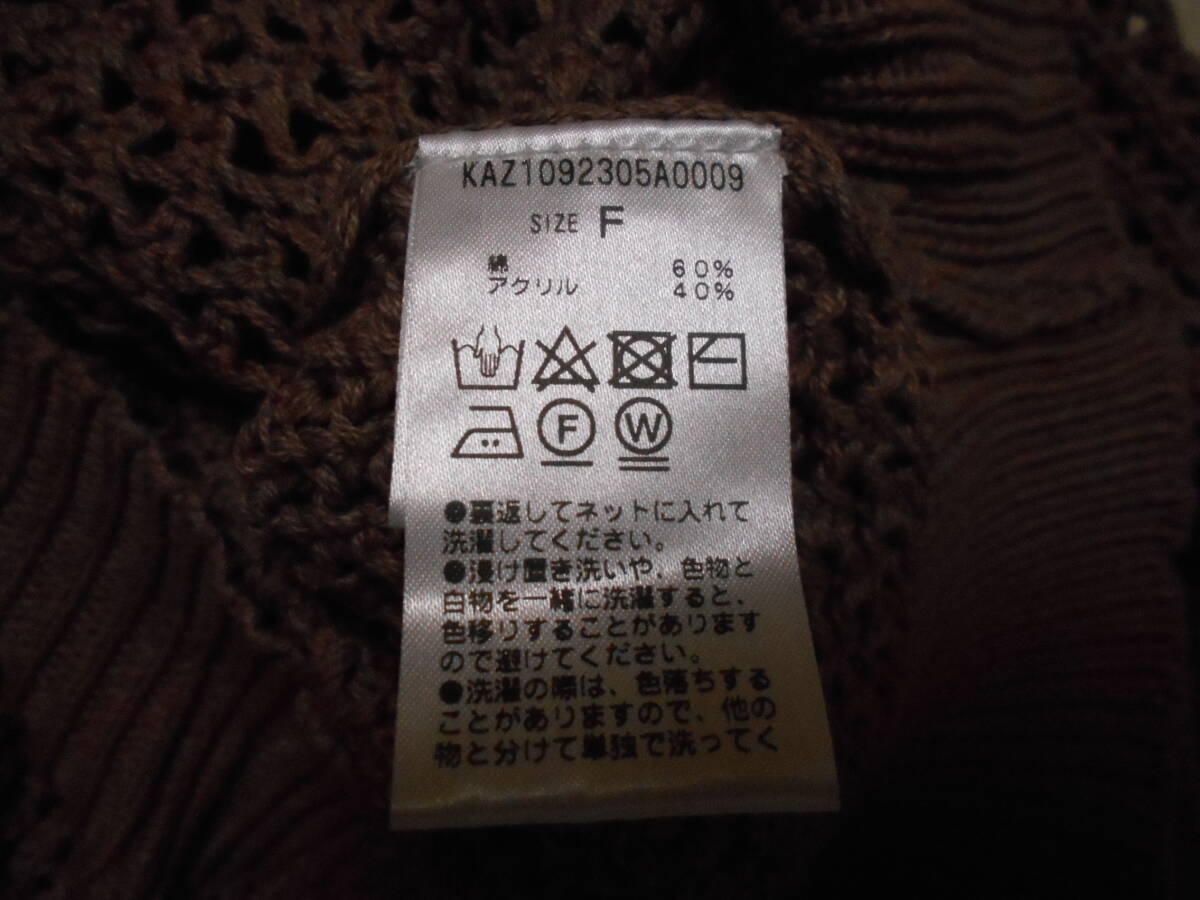 KAZ1092305A0009
SIZE F
綿 60%
アクリル 40%
F W
●裏返してネットに入れて
洗濯してください。
●浸け置き洗いや、色物と
白物を一緒に洗濯すると、
色移りすることがあります
ので避けてください。
●洗濯の際は、色落ちする
ことがありますので、他の
物と分けて単独で洗ってく